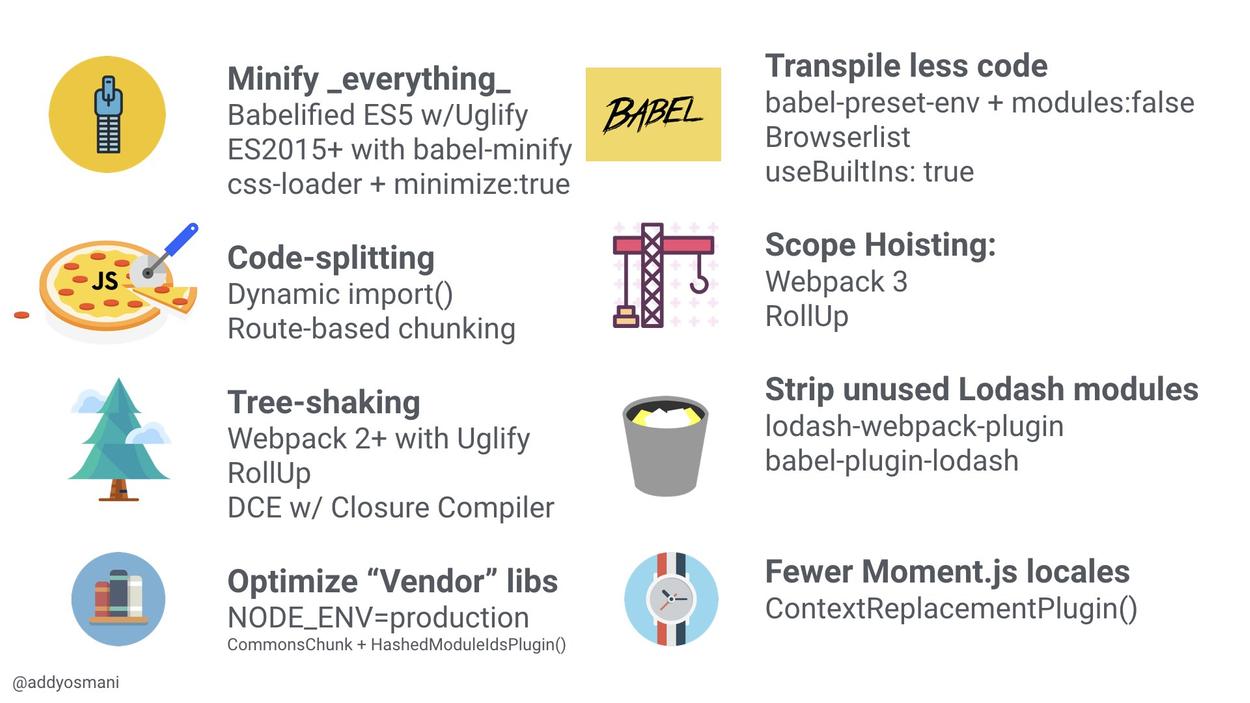 Minify _everything_
Babelified ES5 w/Uglify
ES2015+ with babel-minify
css-loader + minimize:true
BABEL
Transpile less code
babel-preset-env + modules:false
Browserlist
useBuiltIns: true
JS
Code-splitting
Dynamic import()
Route-based chunking
Scope Hoisting:
Webpack 3
RollUp
Tree-shaking
Webpack 2+ with Uglify
RollUp
DCE w/ Closure Compiler
Strip unused Lodash modules
lodash-webpack-plugin
babel-plugin-lodash
Optimize “Vendor” libs
NODE_ENV=production
CommonsChunk + HashedModuleIdsPlugin()
Fewer Moment.js locales
ContextReplacementPlugin()
@addyosmani